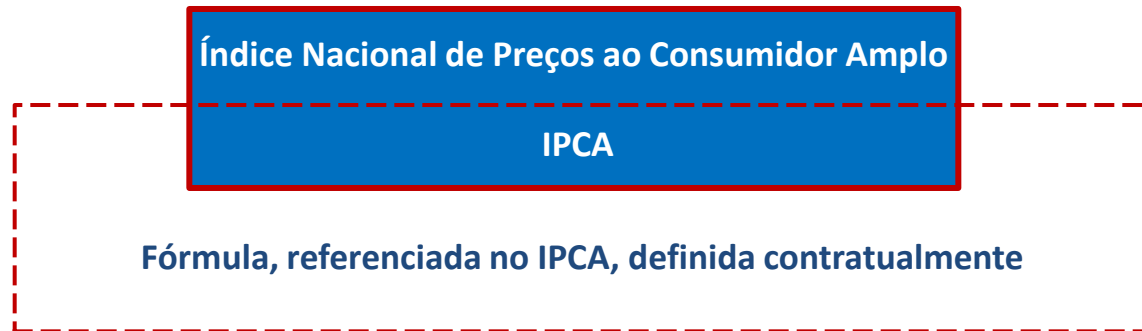 Índice Nacional de Preços ao Consumidor Amplo
IPCA
Fórmula, referenciada no IPCA, definida contratualmente